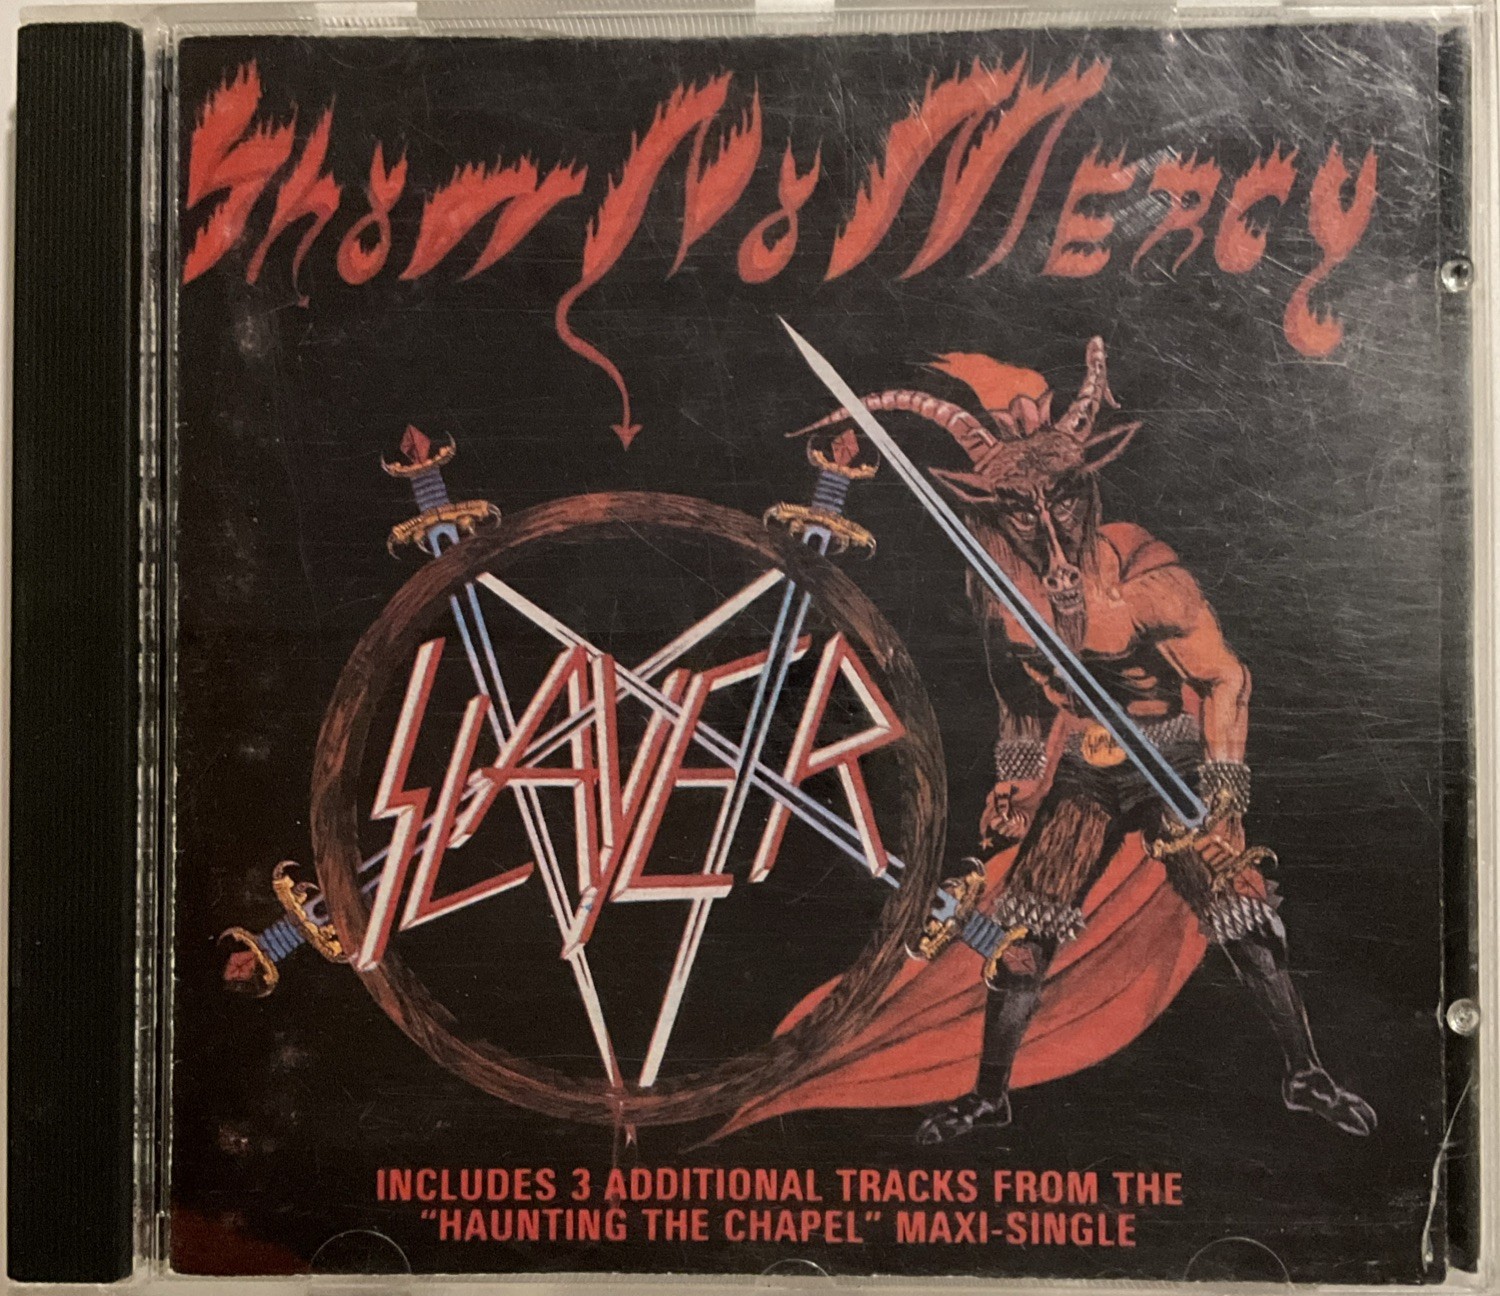 Show No Mercy
SLAYER
INCLUDES 3 ADDITIONAL TRACKS FROM THE
"HAUNTING THE CHAPEL" MAXI-SINGLE